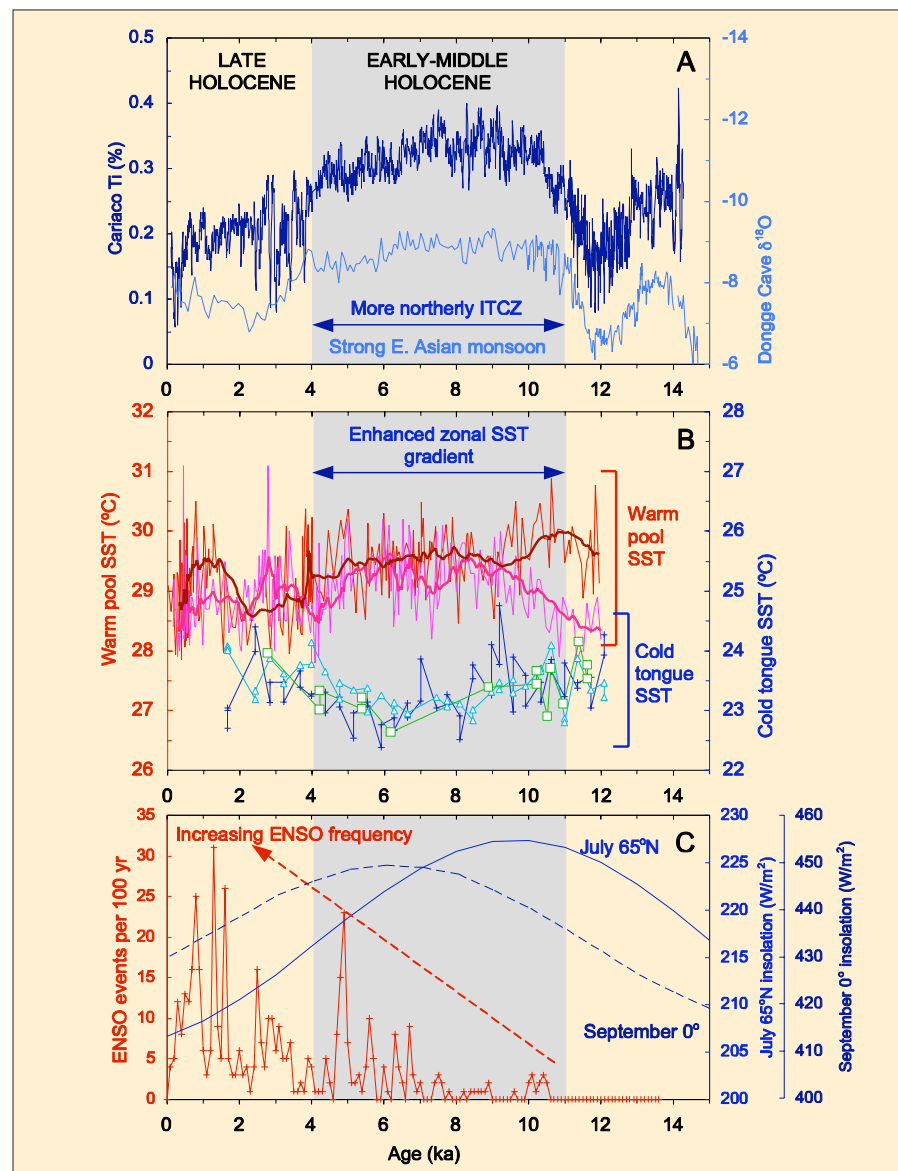 0.5
0.4
0.3
0.2
0.1
0
Cariaco Ti (%)
LATE
HOLOCENE
EARLY-MIDDLE
HOLOCENE
A
More northerly ITCZ
Strong E. Asian monsoon
-14
-12
-10
-8
-6
Dongge Cave δ¹⁸O
0 2 4 6 8 10 12 14
32
31
30
29
28
27
26
Warm pool SST (ºC)
Enhanced zonal SST
gradient
B
Warm
pool
SST
Cold
tongue
SST
28
27
26
25
24
23
22
Cold tongue SST (ºC)
0 2 4 6 8 10 12 14
35
30
25
20
15
10
5
0
ENSO events per 100 yr
Increasing ENSO frequency
July 65ºN
C
September 0º
230
225
220
215
210
205
200
July 65ºN insolation (W/m²)
460
450
440
430
420
410
400
September 0º insolation (W/m²)
0 2 4 6 8 10 12 14
Age (ka)